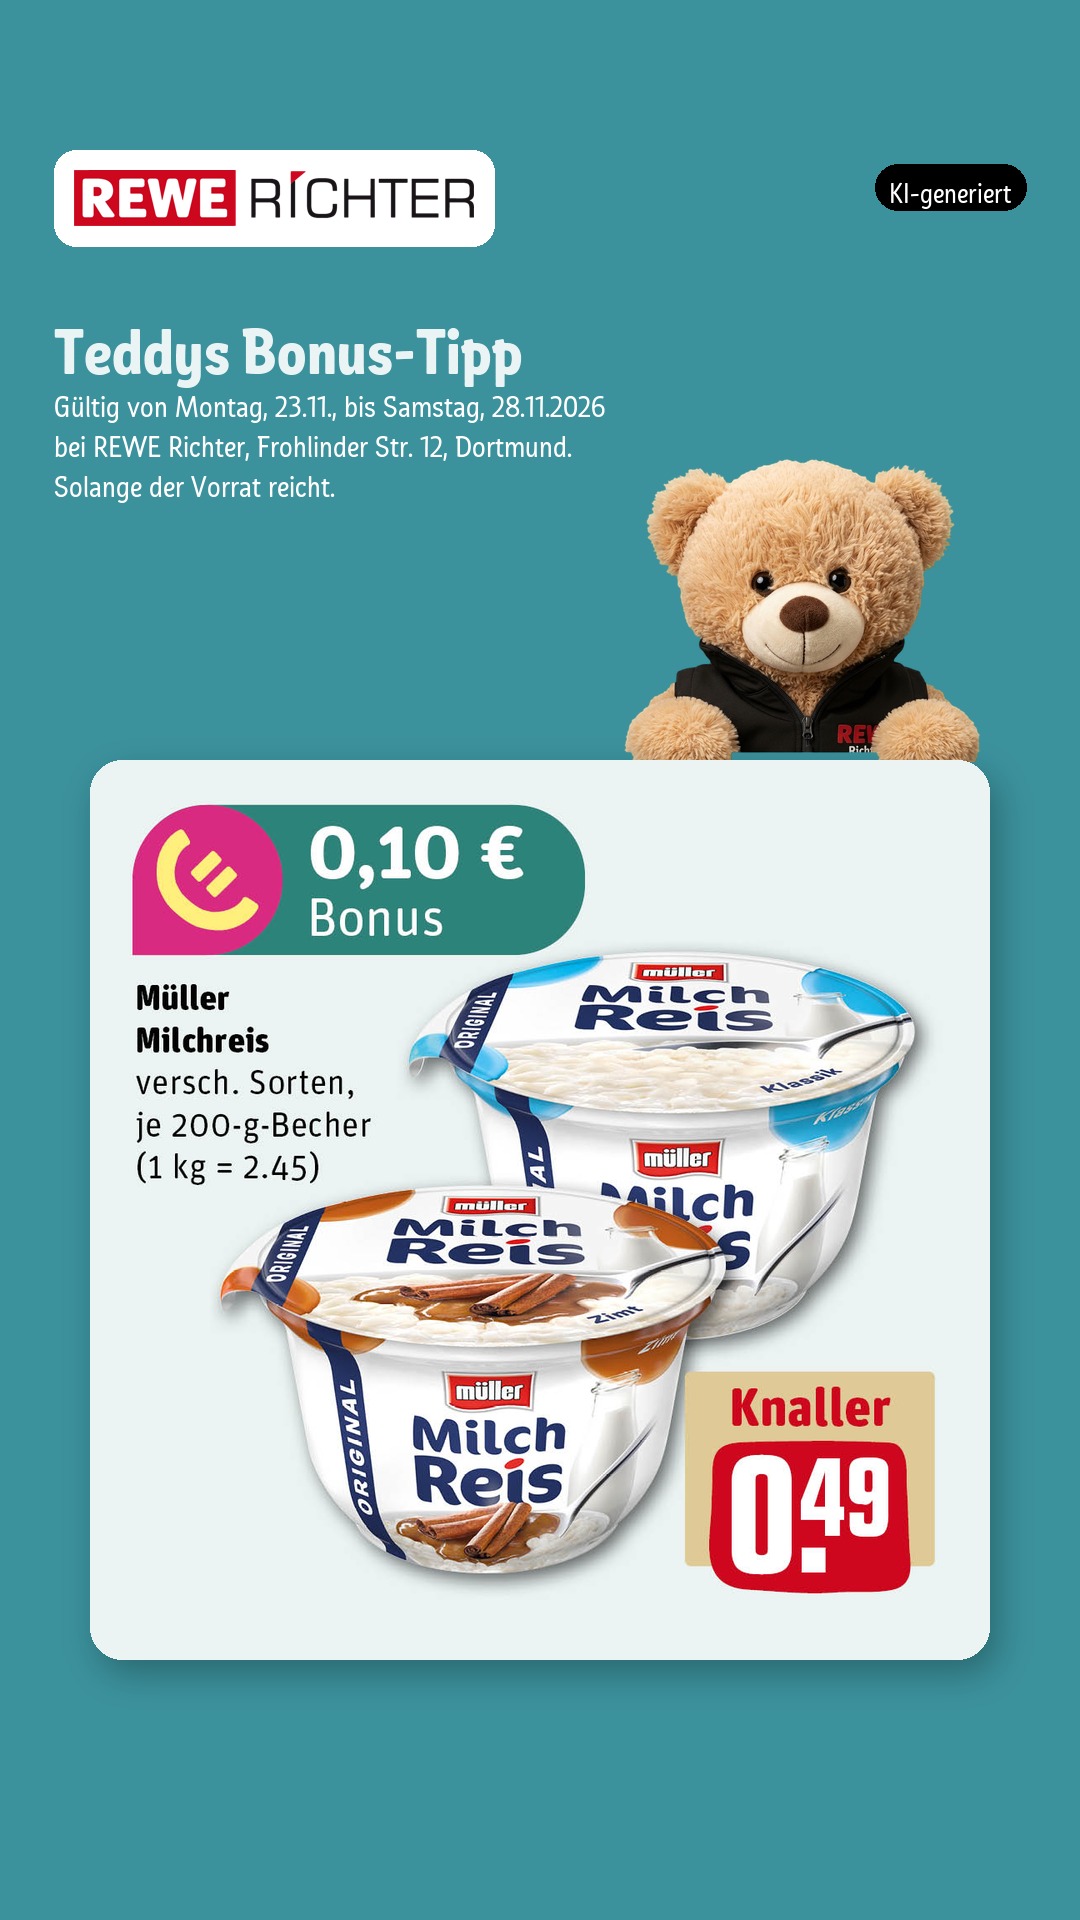 REWE RICHTER
KI-generiert
Teddys Bonus-Tipp
Gültig von Montag, 23.11., bis Samstag, 28.11.2026
bei REWE Richter, Frohlinder Str. 12, Dortmund.
Solange der Vorrat reicht.
0,10 €
Bonus
Müller
Milchreis
versch. Sorten,
je 200-g-Becher
(1 kg = 2.45)
müller
Milch
Reis
ORIGINAL
Klassik
müller
Milch
müller
Milch
Reis
ORIGINAL
Zimt
Zimt
müller
Milch
Reis
ORIGINAL
Knaller
0.49